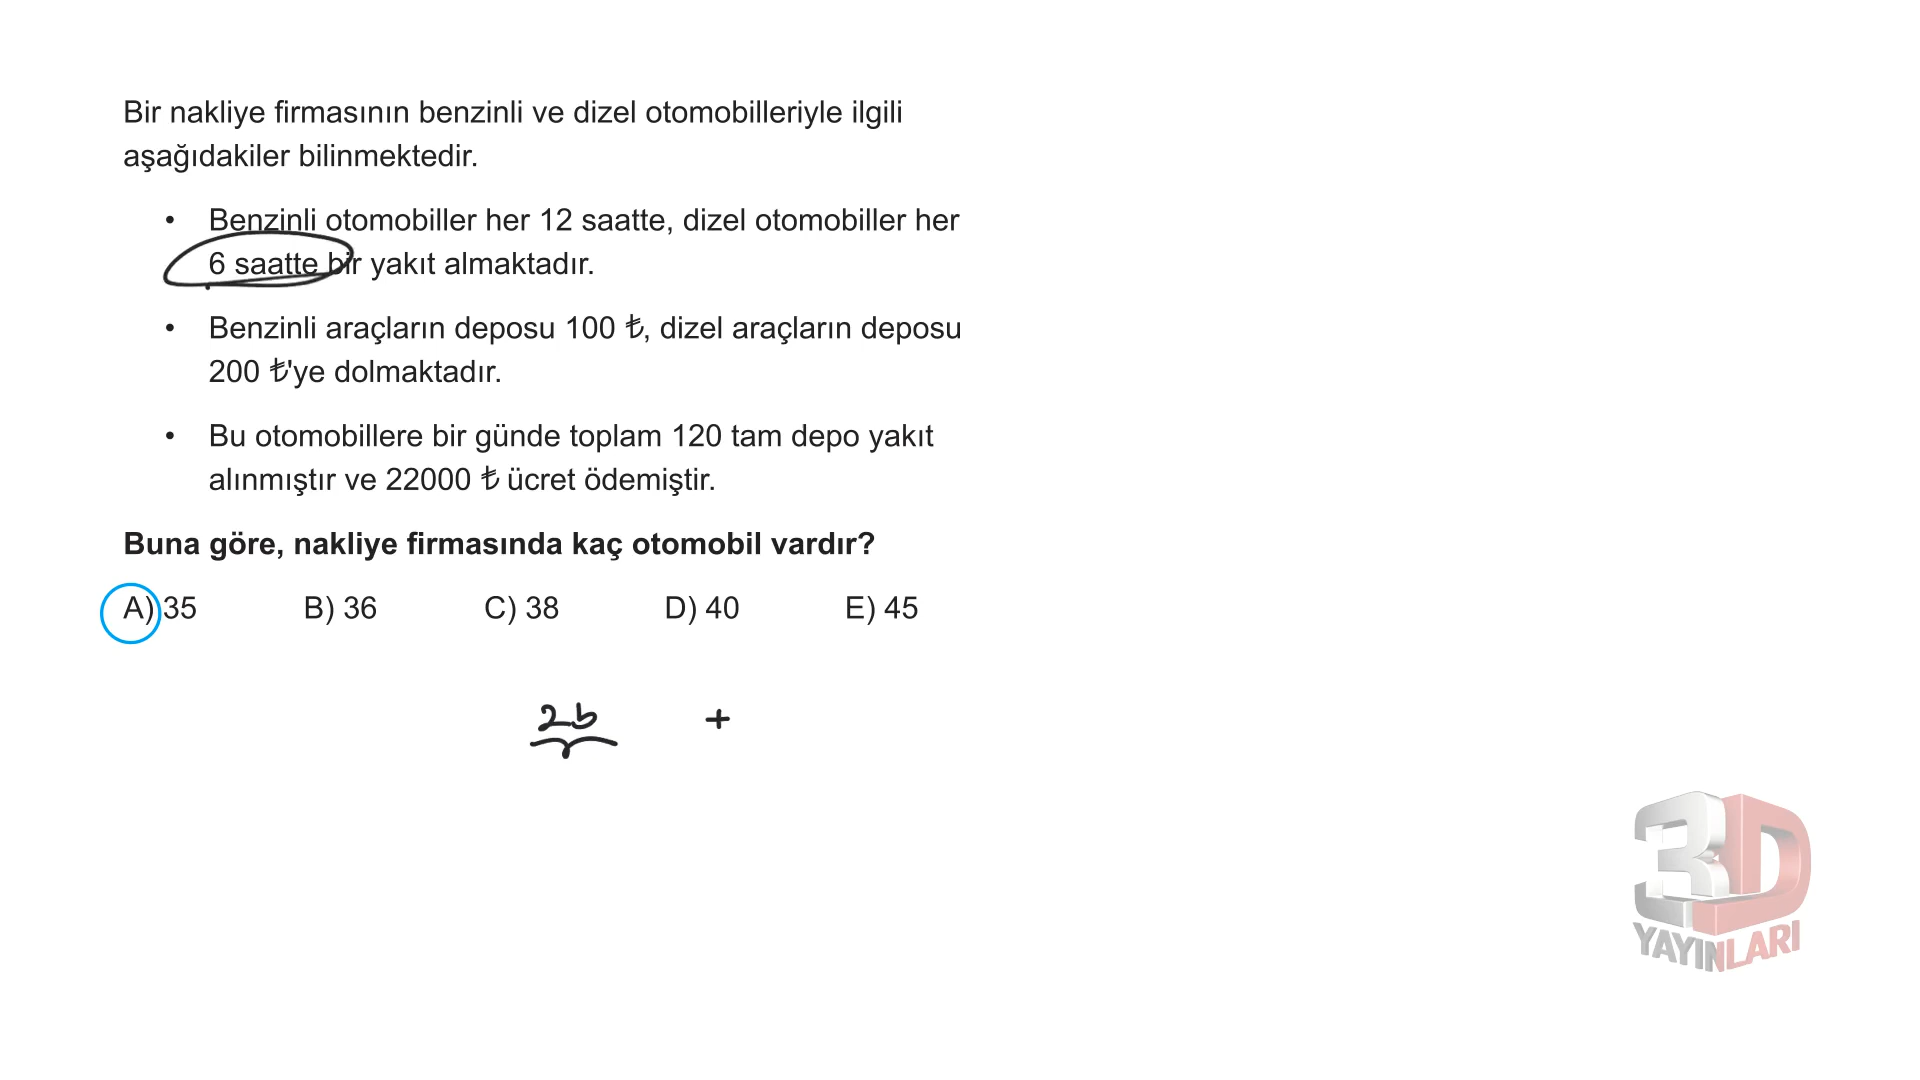 Bir nakliye firmasının benzinli ve dizel otomobilleriyle ilgili
aşağıdakiler bilinmektedir.
• Benzinli otomobiller her 12 saatte, dizel otomobiller her
6 saatte bir yakıt almaktadır.
• Benzinli araçların deposu 100 ₺, dizel araçların deposu
200 ₺'ye dolmaktadır.
• Bu otomobillere bir günde toplam 120 tam depo yakıt
alınmıştır ve 22000 ₺ ücret ödemiştir.
Buna göre, nakliye firmasında kaç otomobil vardır?
A) 35 B) 36 C) 38 D) 40 E) 45
2b +
3D
YAYINLARI